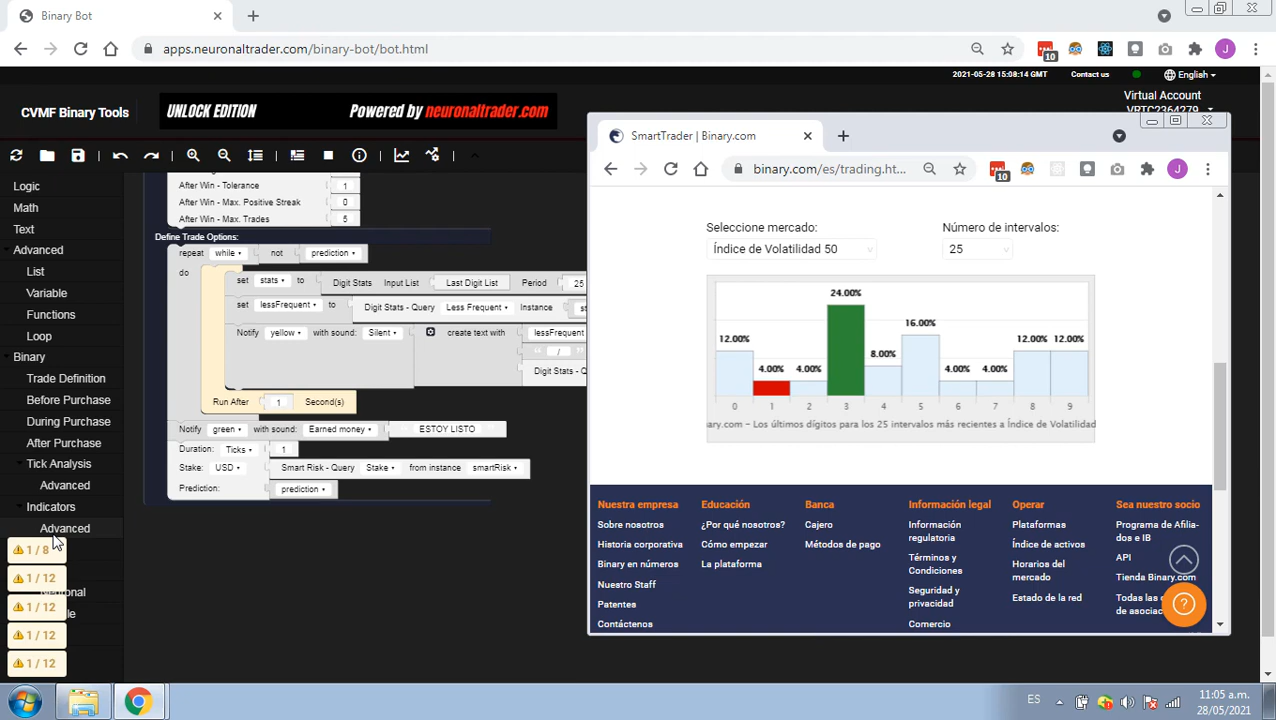 Binary Bot
apps.neuronaltrader.com/binary-bot/bot.html
10
J
2021-05-28 15:08:14 GMT
Contact us
English
CVMF Binary Tools
UNLOCK EDITION
Powered by neuronaltrader.com
Virtual Account
VRTC2364279
Logic
Math
Text
Advanced
List
Variable
Functions
Loop
Binary
Trade Definition
Before Purchase
During Purchase
After Purchase
Tick Analysis
Advanced
Indicators
Advanced
1 / 8
1 / 12
1 / 12
1 / 12
1 / 12
After Win - Tolerance 1
After Win - Max. Positive Streak 0
After Win - Max. Trades 5
Define Trade Options:
repeat while not prediction
do
set stats to Digit Stats Input List Last Digit List Period 25
set lessFrequent to Digit Stats - Query Less Frequent Instance
Notify yellow with sound: Silent create text with lessFrequent
“ / ”
Digit Stats - Q
Run After 1 Second(s)
Notify green with sound: Earned money “ ESTOY LISTO ”
Duration: Ticks 1
Stake: USD Smart Risk - Query Stake from instance smartRisk
Prediction: prediction
SmartTrader | Binary.com
binary.com/es/trading.ht...
10
J
Seleccione mercado:
Número de intervalos:
Índice de Volatilidad 50
25
12.00% 4.00% 4.00% 24.00% 8.00% 16.00% 4.00% 4.00% 12.00% 12.00%
0 1 2 3 4 5 6 7 8 9
ary.com – Los últimos dígitos para los 25 intervalos más recientes a Índice de Volatilidad
Nuestra empresa
Sobre nosotros
Historia corporativa
Binary en números
Nuestro Staff
Patentes
Contáctenos
Educación
¿Por qué nosotros?
Cómo empezar
La plataforma
Banca
Cajero
Métodos de pago
Información legal
Información
regulatoria
Términos y
Condiciones
Seguridad y
privacidad
Comercio
Operar
Plataformas
Índice de activos
Horarios del
mercado
Estado de la red
Sea nuestro socio
Programa de Afilia-
dos e IB
API
Tienda Binary.com
Todas las
de asocia
ES
11:05 a.m.
28/05/2021